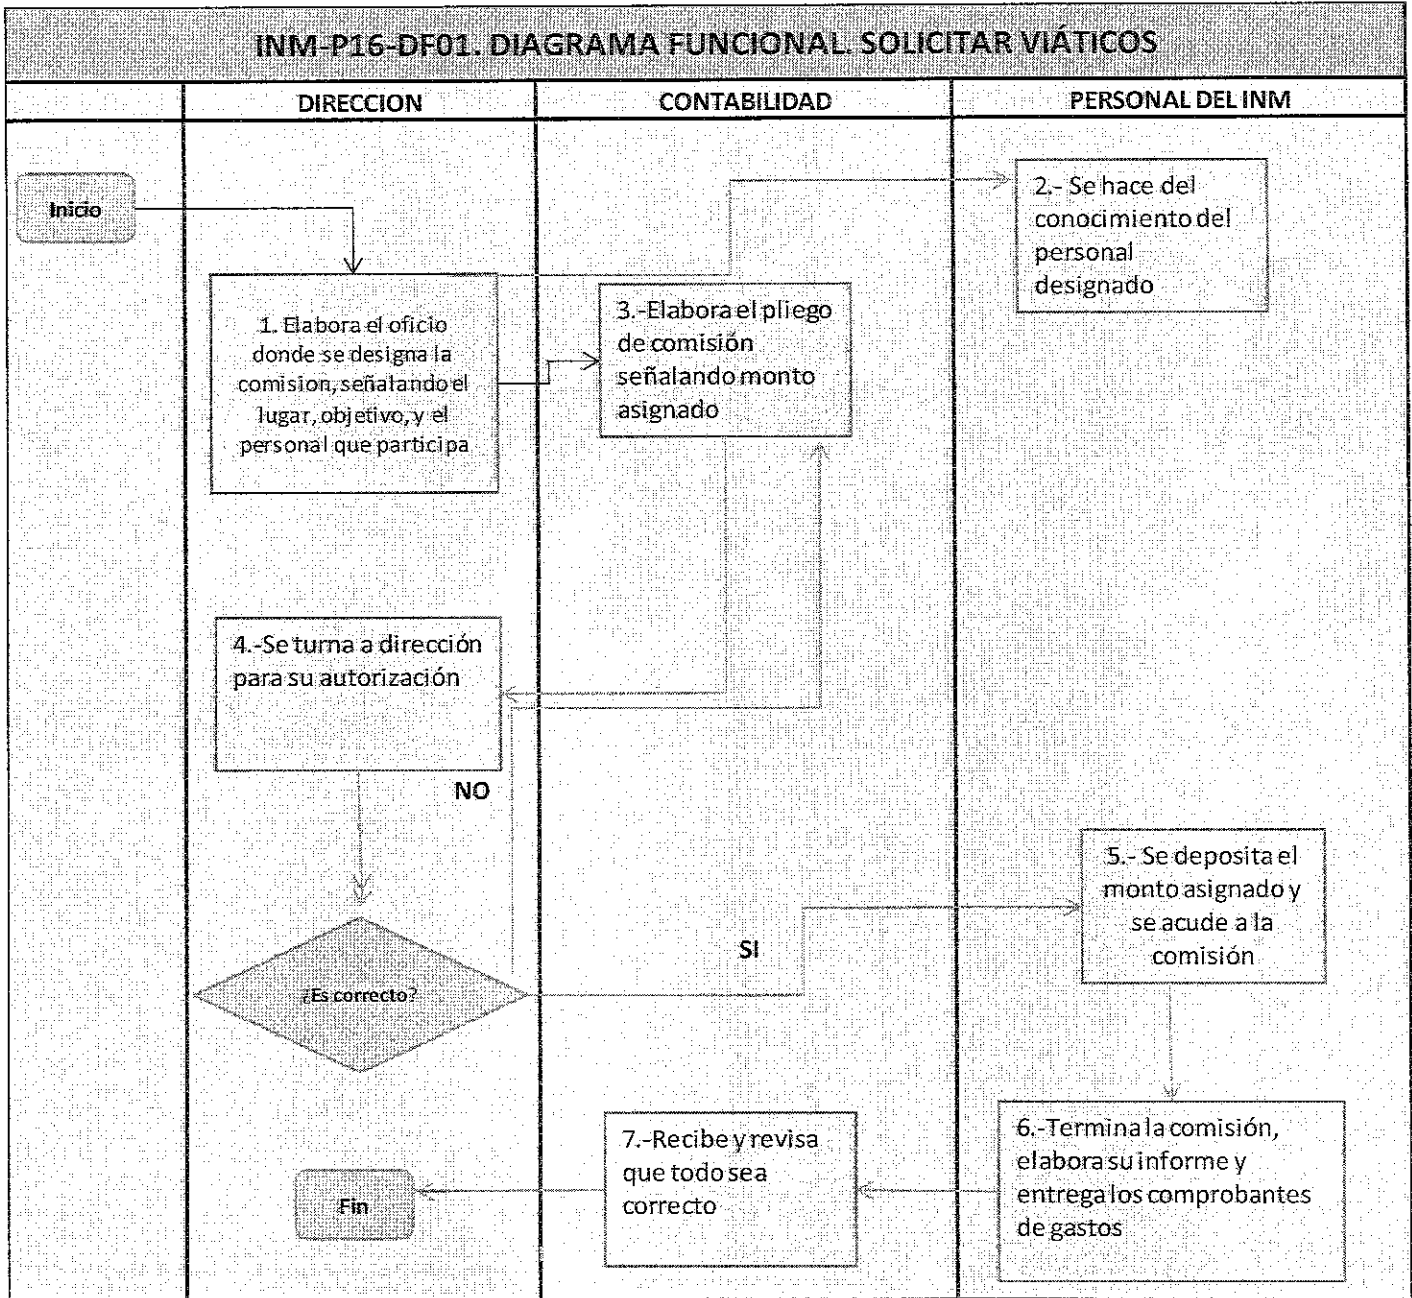 INM-P16-DF01. DIAGRAMA FUNCIONAL. SOLICITAR VIÁTICOS
DIRECCION
CONTABILIDAD
PERSONAL DEL INM
Inicio
1. Elabora el oficio
donde se designa la
comision, señalando el
lugar, objetivo, y el
personal que participa
2.- Se hace del
conocimiento del
personal
designado
3.-Elabora el pliego
de comisión
señalando monto
asignado
4.-Se turna a dirección
para su autorización
NO
¿Es correcto?
SI
5.- Se deposita el
monto asignado y
se acude a la
comisión
6.-Termina la comisión,
elabora su informe y
entrega los comprobantes
de gastos
7.-Recibe y revisa
que todo sea
correcto
Fin